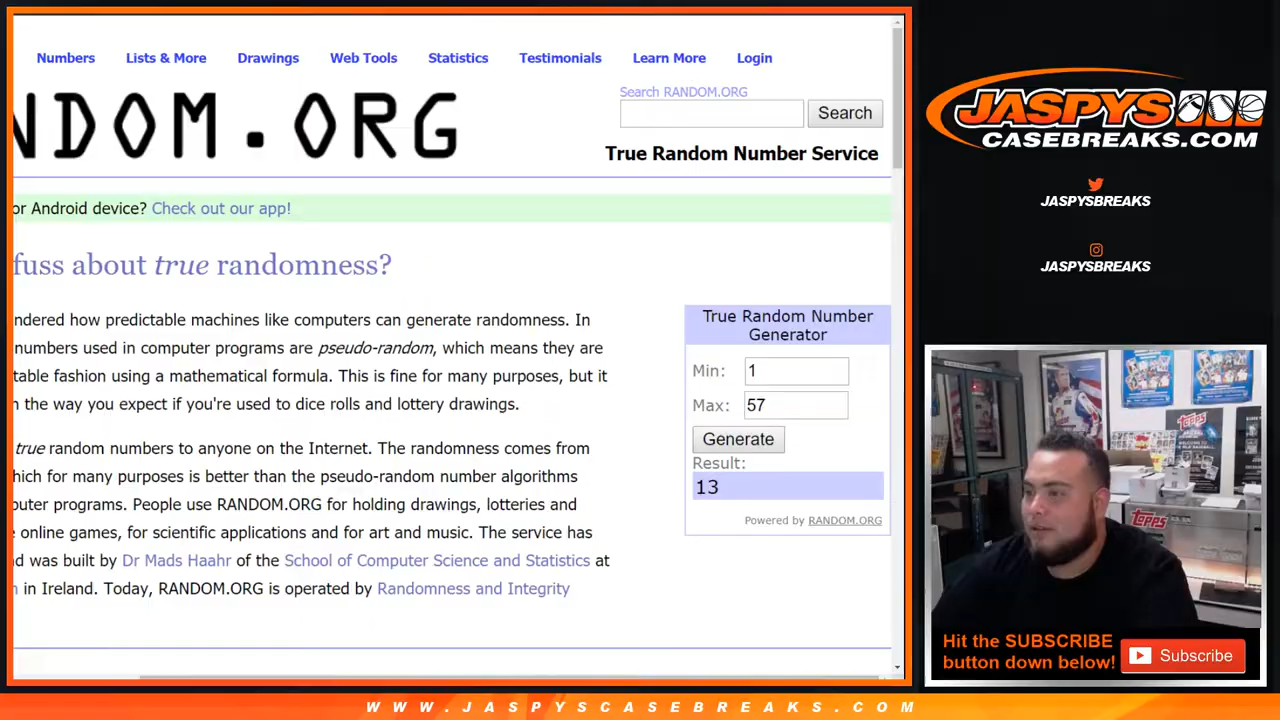 Numbers Lists & More Drawings Web Tools Statistics Testimonials Learn More Login
Search RANDOM.ORG
NDOM.ORG
Search
True Random Number Service
or Android device? Check out our app!
fuss about true randomness?
ndered how predictable machines like computers can generate randomness. In
numbers used in computer programs are pseudo-random, which means they are
table fashion using a mathematical formula. This is fine for many purposes, but it
n the way you expect if you're used to dice rolls and lottery drawings.
true random numbers to anyone on the Internet. The randomness comes from
hich for many purposes is better than the pseudo-random number algorithms
puter programs. People use RANDOM.ORG for holding drawings, lotteries and
online games, for scientific applications and for art and music. The service has
d was built by Dr Mads Haahr of the School of Computer Science and Statistics at
n in Ireland. Today, RANDOM.ORG is operated by Randomness and Integrity
True Random Number
Generator
Min: 1
Max: 57
Generate
Result:
13
Powered by RANDOM.ORG
JASPYS
CASEBREAKS.COM
JASPYSBREAKS
JASPYSBREAKS
Topps
Topps
Hit the SUBSCRIBE
button down below!
Subscribe
WWW.JASPYSCASEBREAKS.COM